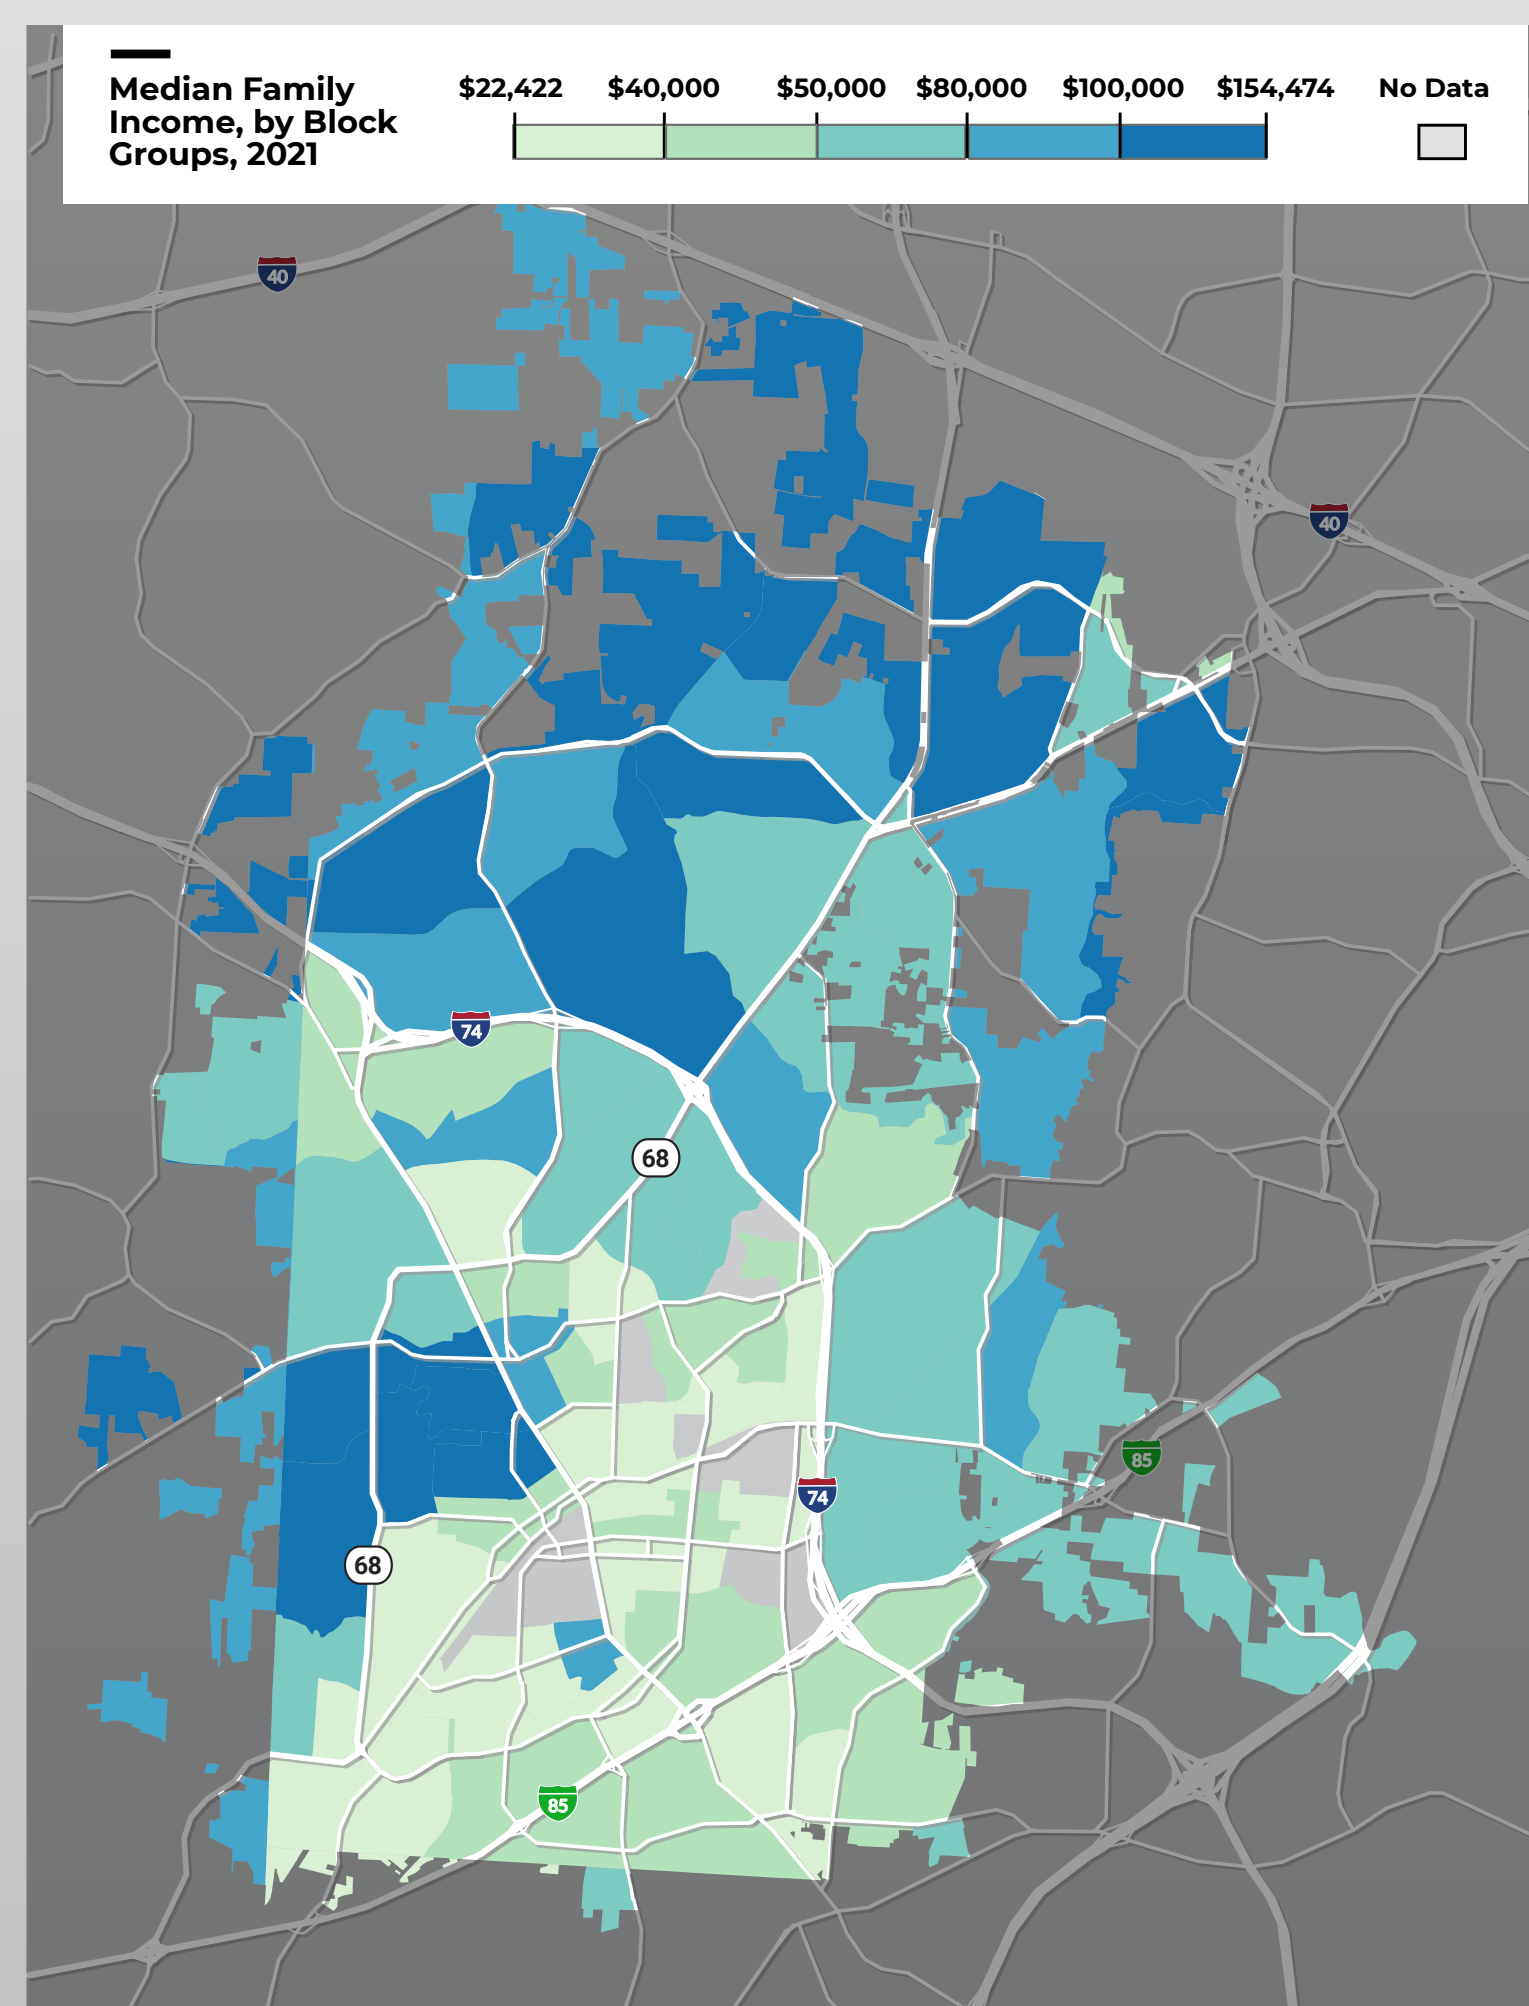 Median Family
Income, by Block
Groups, 2021
$22,422 $40,000 $50,000 $80,000 $100,000 $154,474 No Data
40
40
74
68
85
74
68
85